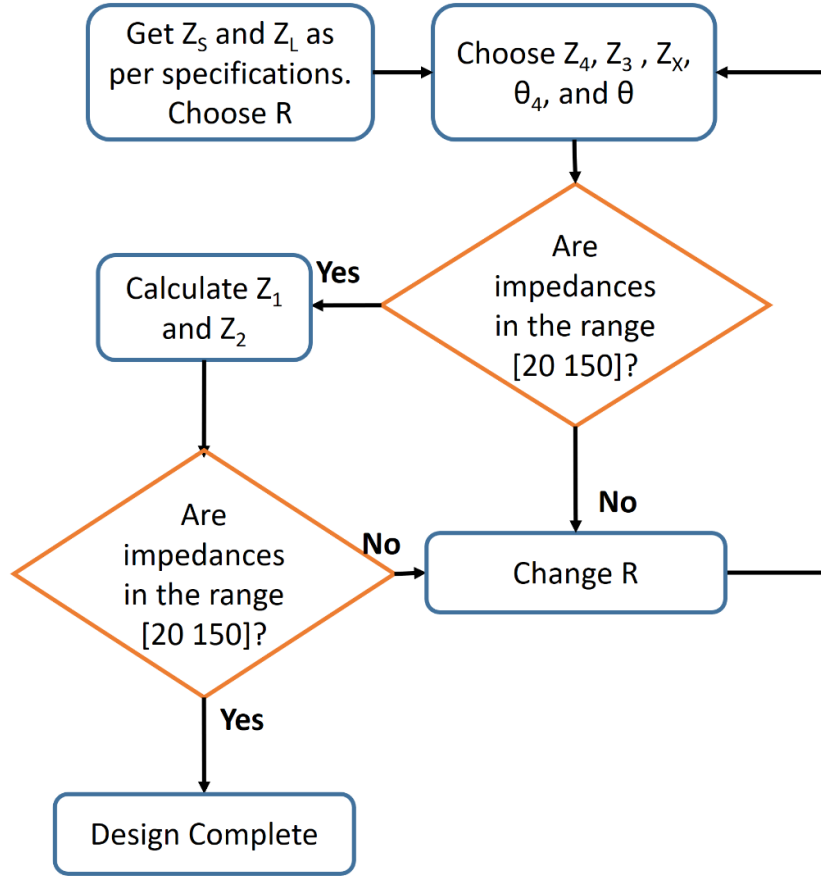 Get Z_S and Z_L as
per specifications.
Choose R
Choose Z_4, Z_3 , Z_X,
θ_4, and θ
Are
impedances
in the range
[20 150]?
Yes
Calculate Z_1
and Z_2
No
Are
impedances
in the range
[20 150]?
No
Change R
Yes
Design Complete